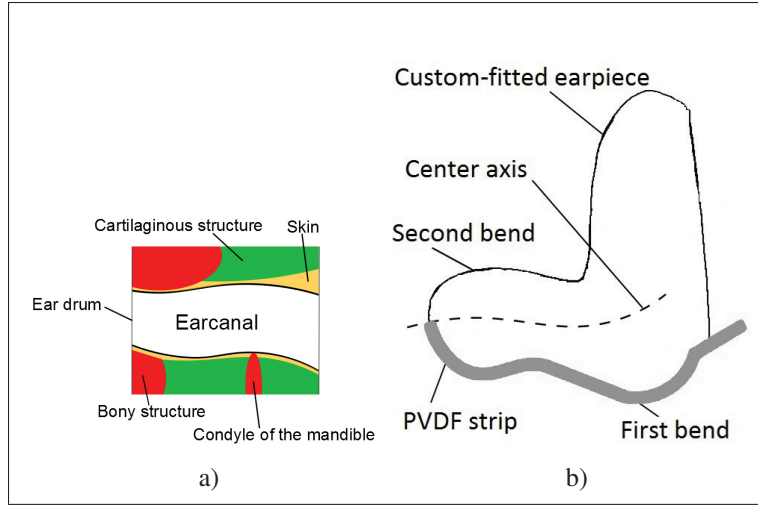 Cartilaginous structure
Skin
Ear drum
Earcanal
Bony structure
Condyle of the mandible
a)
Custom-fitted earpiece
Center axis
Second bend
PVDF strip
First bend
b)